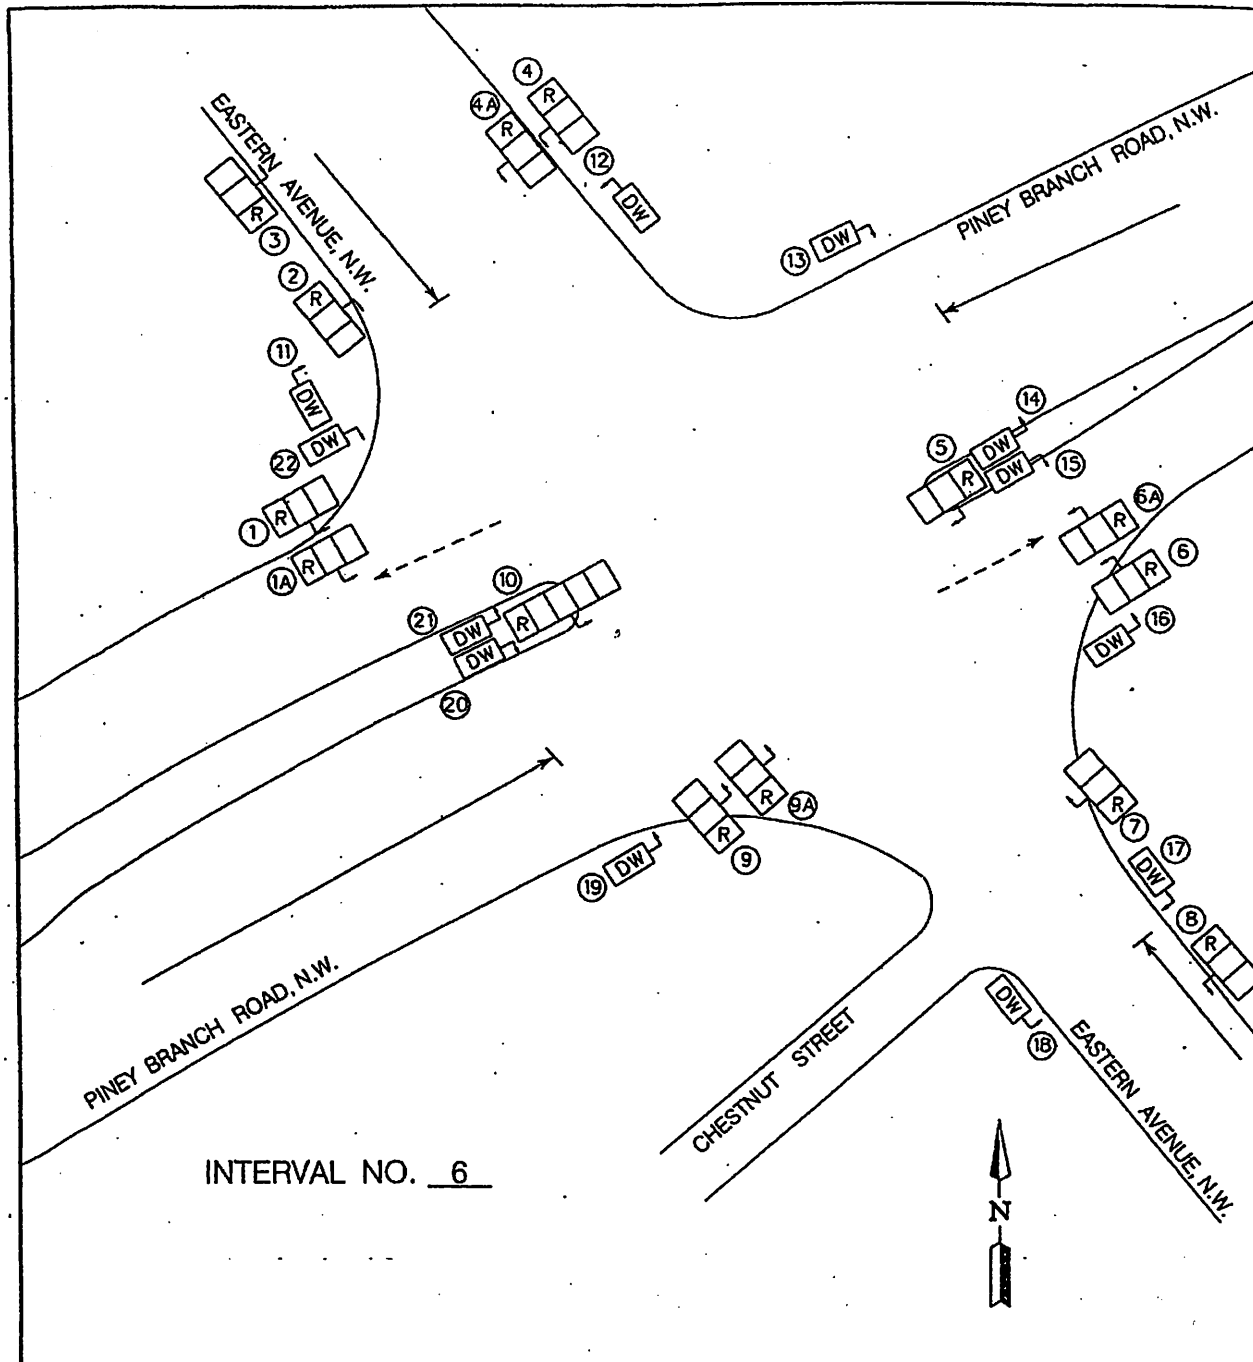 4
R
4A
R
EASTERN AVENUE, N.W.
12
DW
PINEY BRANCH ROAD, N.W.
R
3
13
DW
2
R
11
DW
22
DW
14
DW
5
R
DW
15
1
R
6A
R
1A
R
10
R
6
R
21
DW
DW
20
16
DW
9A
R
9
R
7
R
19
DW
17
DW
8
R
PINEY BRANCH ROAD, N.W.
CHESTNUT STREET
DW
18
EASTERN AVENUE, N.W.
INTERVAL NO. 6
N